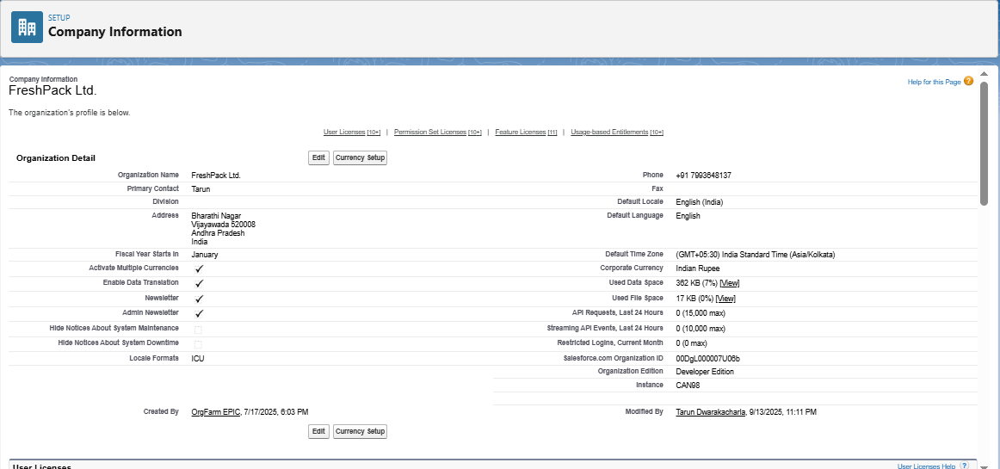 SETUP
Company Information
Company Information
FreshPack Ltd.
Help for this Page ?
The organization's profile is below.
User Licenses [10+] | Permission Set Licenses [10+] | Feature Licenses [11] | Usage-based Entitlements [10+]
Organization Detail Edit Currency Setup
Organization Name FreshPack Ltd. Phone +91 7993648137
Primary Contact Tarun Fax
Division Default Locale English (India)
Address Bharathi Nagar Default Language English
Vijayawada 520008
Andhra Pradesh
India
Fiscal Year Starts In January Default Time Zone (GMT+05:30) India Standard Time (Asia/Kolkata)
Activate Multiple Currencies Corporate Currency Indian Rupee
Enable Data Translation Used Data Space 362 KB (7%) [View]
Newsletter Used File Space 17 KB (0%) [View]
Admin Newsletter API Requests, Last 24 Hours 0 (15,000 max)
Hide Notices About System Maintenance Streaming API Events, Last 24 Hours 0 (10,000 max)
Hide Notices About System Downtime Restricted Logins, Current Month 0 (0 max)
Locale Formats ICU Salesforce.com Organization ID 00DgL000007U06b
Organization Edition Developer Edition
Instance CAN98
Created By OrgFarm EPIC, 7/17/2025, 6:03 PM Modified By Tarun Dwarakacharla, 9/13/2025, 11:11 PM
Edit Currency Setup
User Licenses User Licenses Help ?